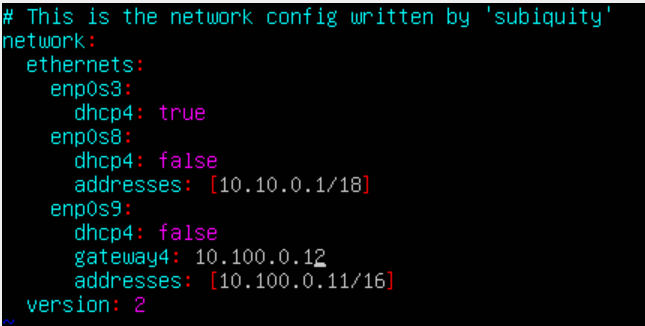 # This is the network config written by 'subiquity'
network:
  ethernets:
    enp0s3:
      dhcp4: true
    enp0s8:
      dhcp4: false
      addresses: [10.10.0.1/18]
    enp0s9:
      dhcp4: false
      gateway4: 10.100.0.12
      addresses: [10.100.0.11/16]
  version: 2
~